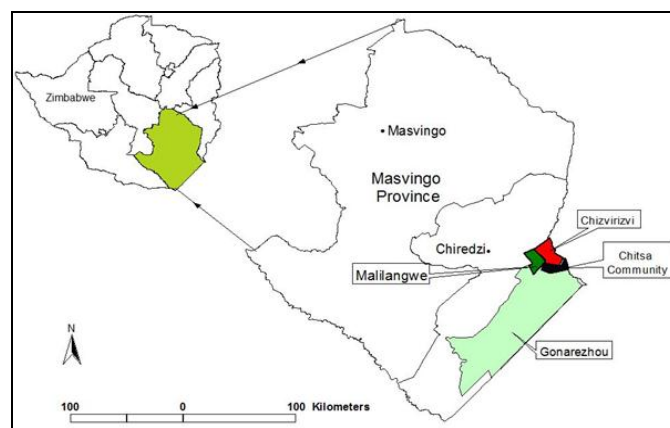 Zimbabwe
Masvingo
Masvingo
Province
Chizvirizvi
Chiredzi
Chitsa
Community
Malilangwe
Gonarezhou
N
100 0 100 Kilometers